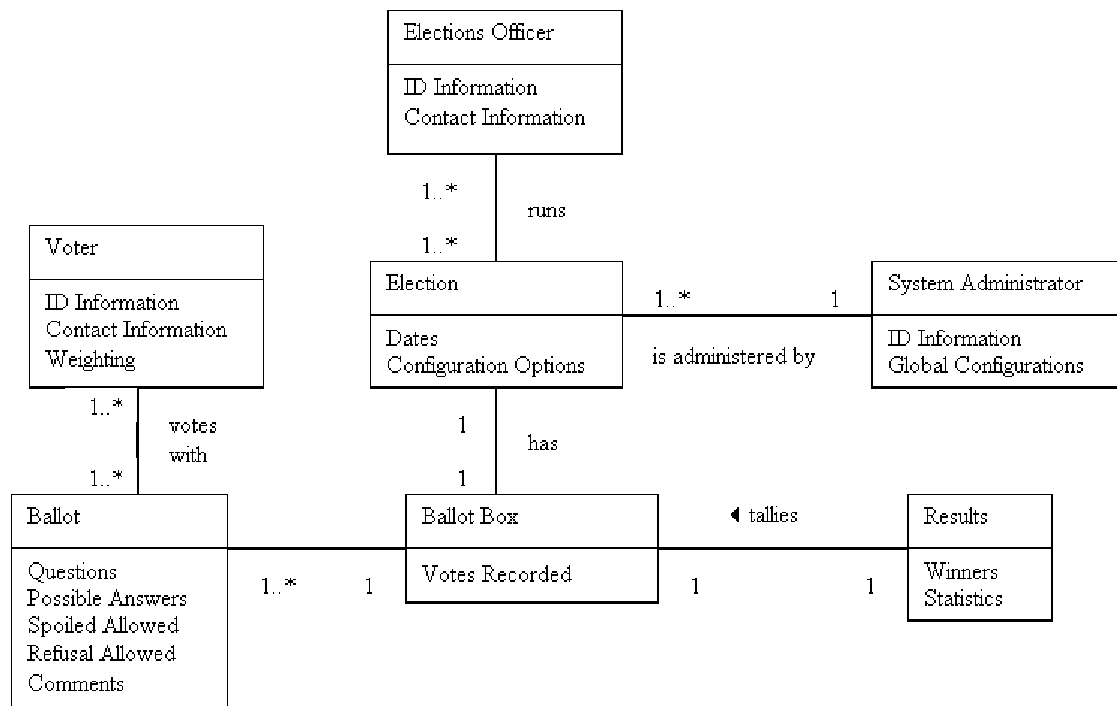 Elections Officer
ID Information
Contact Information
1..*
runs
1..*
Voter
ID Information
Contact Information
Weighting
Election
Dates
Configuration Options
1..*
1
is administered by
System Administrator
ID Information
Global Configurations
1..*
votes
with
1..*
1
has
1
Ballot
Questions
Possible Answers
Spoiled Allowed
Refusal Allowed
Comments
1..*
1
Ballot Box
Votes Recorded
◀ tallies
1
1
Results
Winners
Statistics